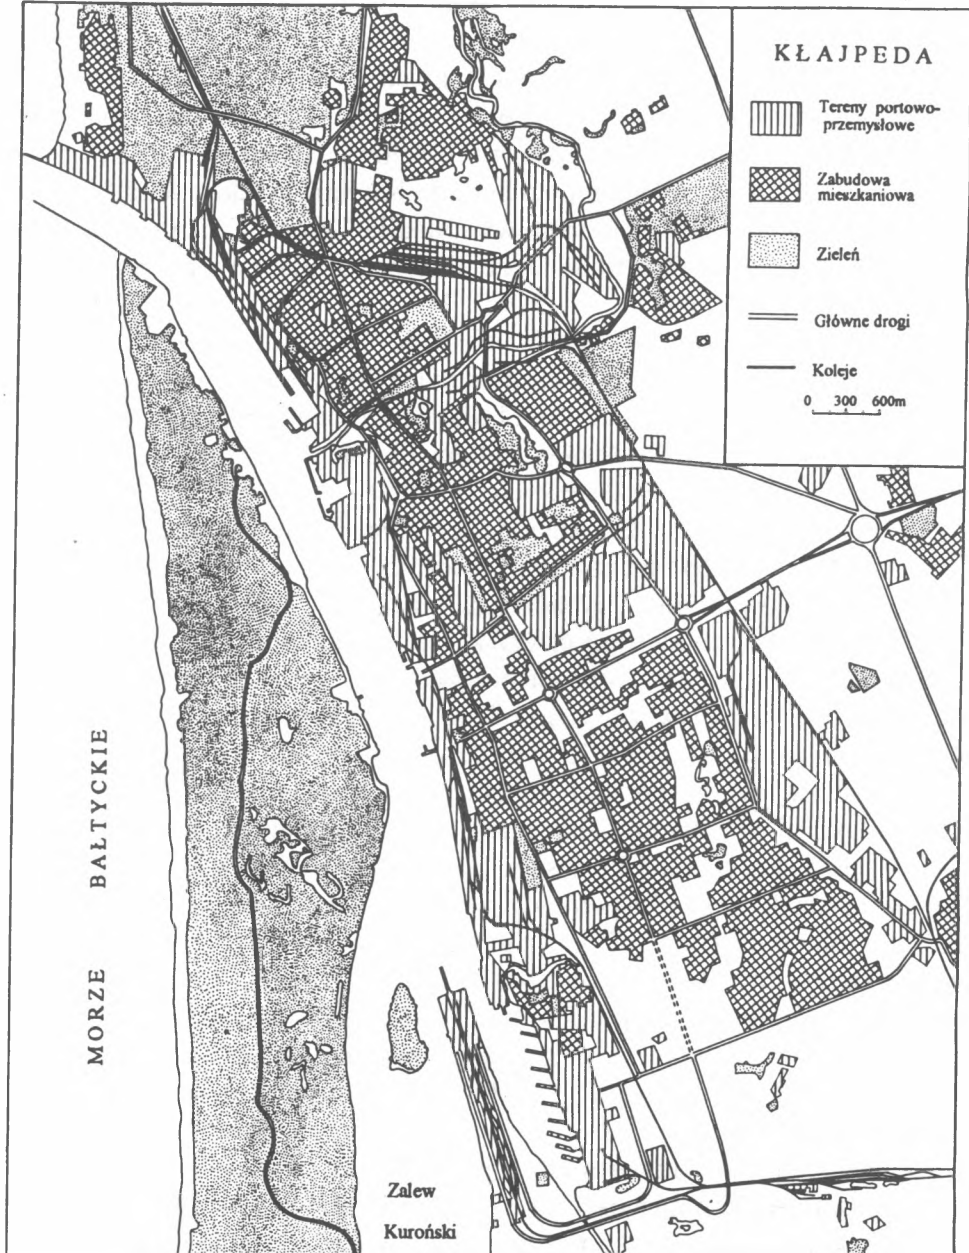 KŁAJPEDA
Tereny portowo-
przemysłowe
Zabudowa
mieszkaniowa
Zieleń
Główne drogi
Koleje
0 300 600m
MORZE BAŁTYCKIE
Zalew
Kuroński